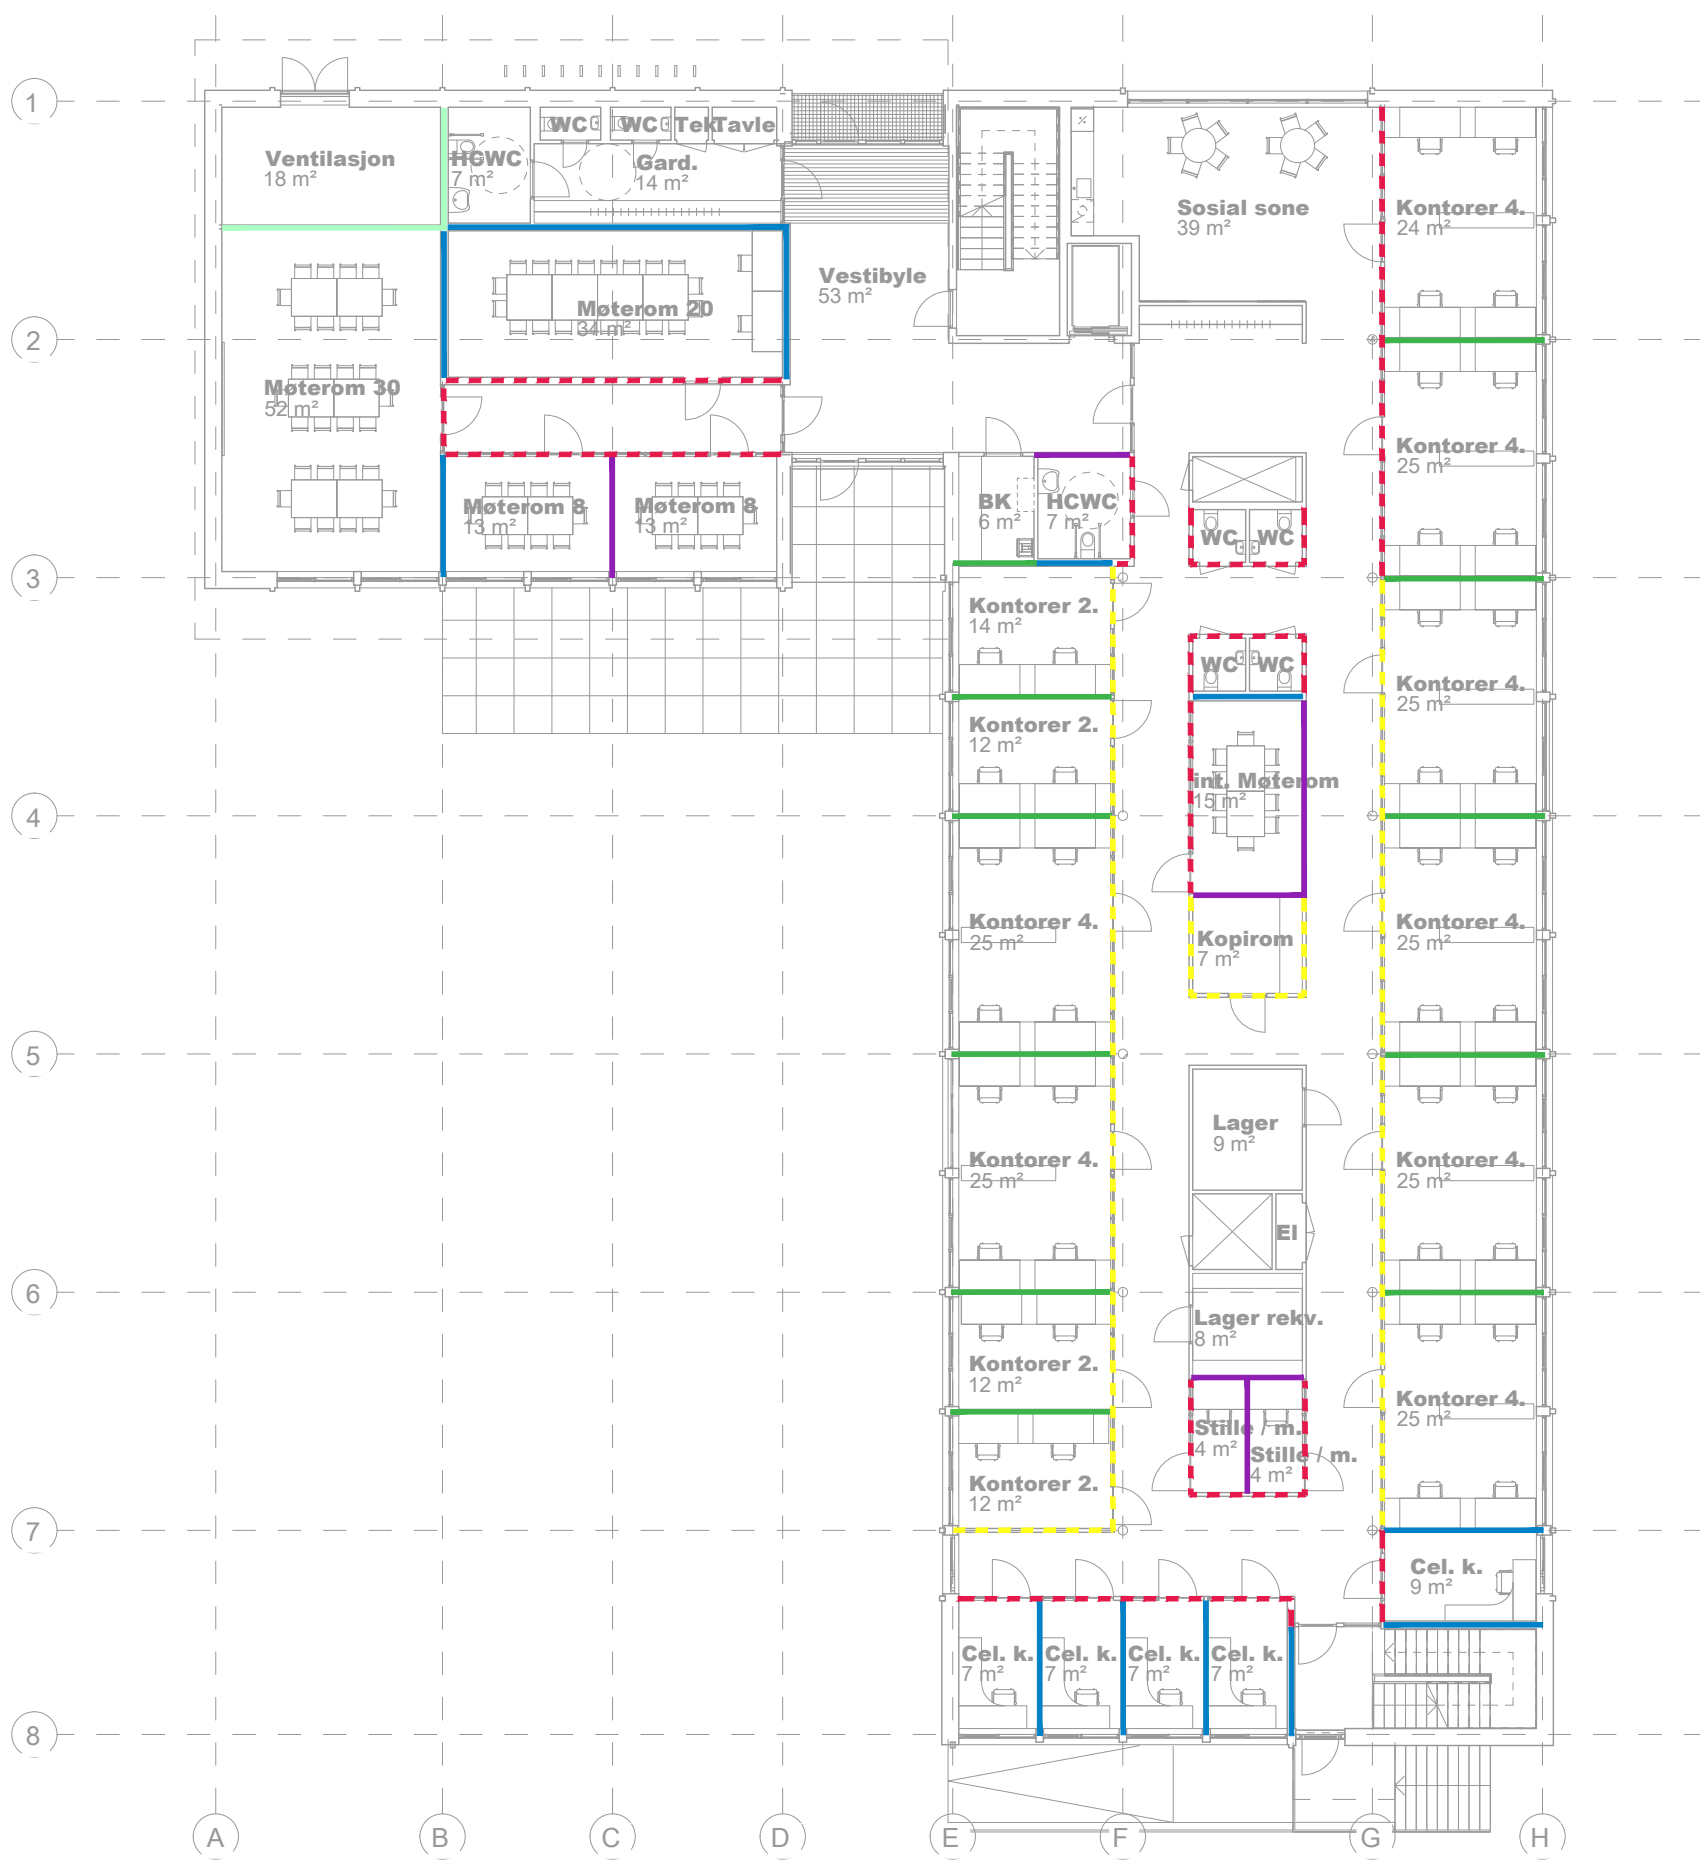 1
WC
WC
Tek
Tavle
Ventilasjon
18 m²
HCWC
7 m²
Gard.
14 m²
Sosial sone
39 m²
Kontorer 4.
24 m²
Vestibyle
53 m²
Møterom 20
34 m²
2
Møterom 30
52 m²
Kontorer 4.
25 m²
Møterom 8
13 m²
Møterom 8
13 m²
BK
6 m²
HCWC
7 m²
WC
WC
3
Kontorer 2.
14 m²
WC
WC
Kontorer 4.
25 m²
Kontorer 2.
12 m²
int. Møterom
15 m²
4
Kontorer 4.
25 m²
Kopirom
7 m²
Kontorer 4.
25 m²
5
Lager
9 m²
Kontorer 4.
25 m²
Kontorer 4.
25 m²
El
6
Lager rekv.
8 m²
Kontorer 2.
12 m²
Kontorer 4.
25 m²
Stille / m.
4 m²
Stille / m.
4 m²
Kontorer 2.
12 m²
7
Cel. k.
9 m²
Cel. k.
7 m²
Cel. k.
7 m²
Cel. k.
7 m²
Cel. k.
7 m²
8
A
B
C
D
E
F
G
H